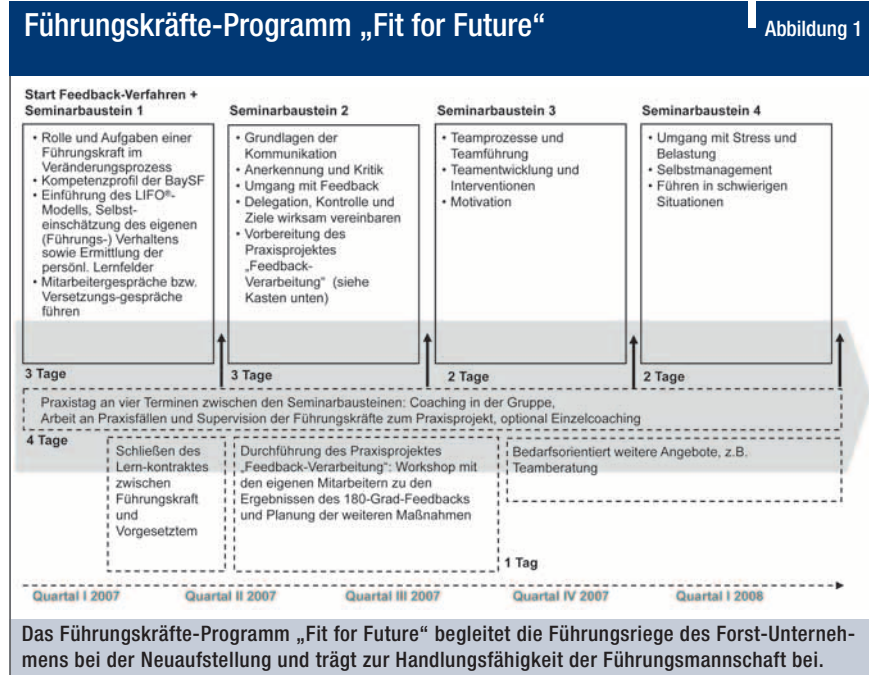 Führungskräfte-Programm „Fit for Future“
Abbildung 1
Start Feedback-Verfahren +
Seminarbaustein 1
• Rolle und Aufgaben einer
Führungskraft im
Veränderungsprozess
• Kompetenzprofil der BaySF
• Einführung des LIFO®-
Modells, Selbst-
einschätzung des eigenen
(Führungs-) Verhaltens
sowie Ermittlung der
persönl. Lernfelder
• Mitarbeitergespräche bzw.
Versetzungs-gespräche
führen
3 Tage
Seminarbaustein 2
• Grundlagen der
Kommunikation
• Anerkennung und Kritik
• Umgang mit Feedback
• Delegation, Kontrolle und
Ziele wirksam vereinbaren
• Vorbereitung des
Praxisprojektes
„Feedback-
Verarbeitung“ (siehe
Kasten unten)
3 Tage
Seminarbaustein 3
• Teamprozesse und
Teamführung
• Teamentwicklung und
Interventionen
• Motivation
2 Tage
Seminarbaustein 4
• Umgang mit Stress und
Belastung
• Selbstmanagement
• Führen in schwierigen
Situationen
2 Tage
Praxistag an vier Terminen zwischen den Seminarbausteinen: Coaching in der Gruppe,
Arbeit an Praxisfällen und Supervision der Führungskräfte zum Praxisprojekt, optional Einzelcoaching
4 Tage
Schließen des
Lern-kontraktes
zwischen
Führungskraft
und
Vorgesetztem
Durchführung des Praxisprojektes
„Feedback-Verarbeitung“: Workshop mit
den eigenen Mitarbeitern zu den
Ergebnissen des 180-Grad-Feedbacks
und Planung der weiteren Maßnahmen
1 Tag
Bedarfsorientiert weitere Angebote, z.B.
Teamberatung
Quartal I 2007
Quartal II 2007
Quartal III 2007
Quartal IV 2007
Quartal I 2008
Das Führungskräfte-Programm „Fit for Future“ begleitet die Führungsriege des Forst-Unterneh-
mens bei der Neuaufstellung und trägt zur Handlungsfähigkeit der Führungsmannschaft bei.